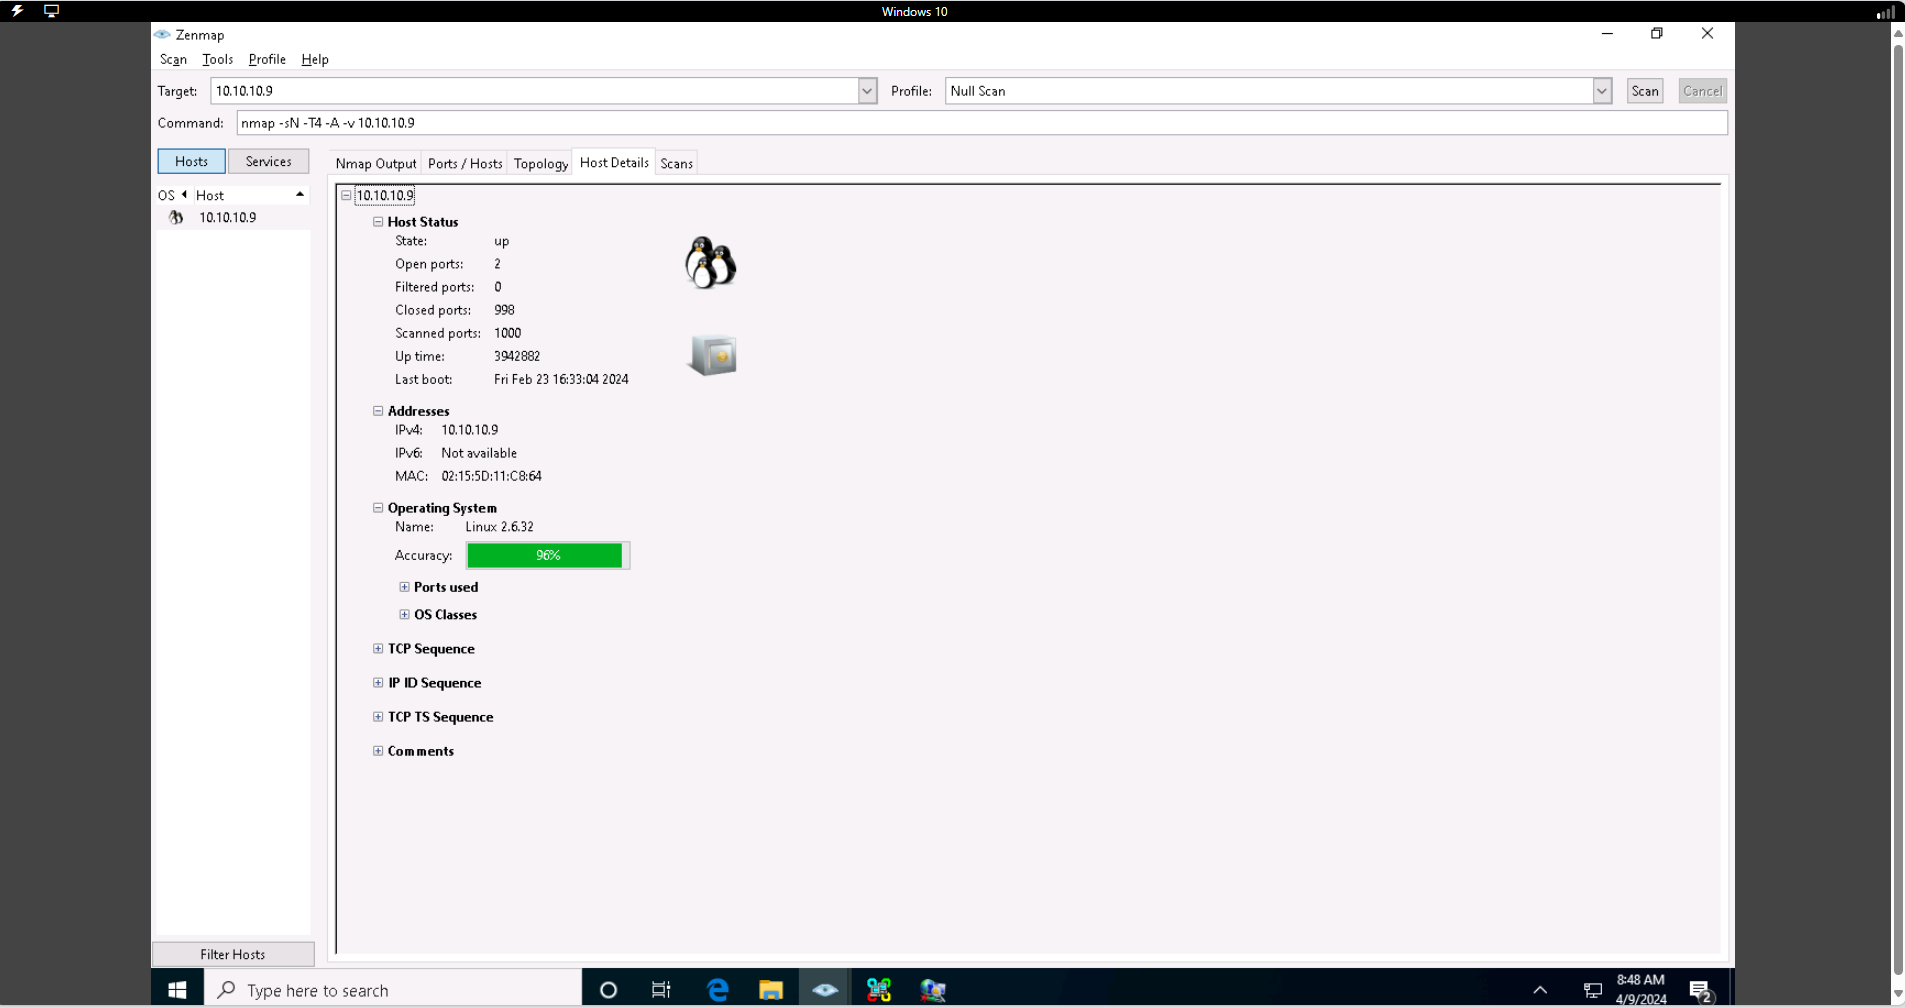 Windows 10
Zenmap
Scan Tools Profile Help
Target: 10.10.10.9 Profile: Null Scan Scan Cancel
Command: nmap -sN -T4 -A -v 10.10.10.9
Hosts Services
Nmap Output Ports / Hosts Topology Host Details Scans
OS Host
10.10.10.9
10.10.10.9
Host Status
State: up
Open ports: 2
Filtered ports: 0
Closed ports: 998
Scanned ports: 1000
Up time: 3942882
Last boot: Fri Feb 23 16:33:04 2024
Addresses
IPv4: 10.10.10.9
IPv6: Not available
MAC: 02:15:5D:11:C8:64
Operating System
Name: Linux 2.6.32
Accuracy: 96%
Ports used
OS Classes
TCP Sequence
IP ID Sequence
TCP TS Sequence
Comments
Filter Hosts
Type here to search
8:48 AM
4/9/2024
2